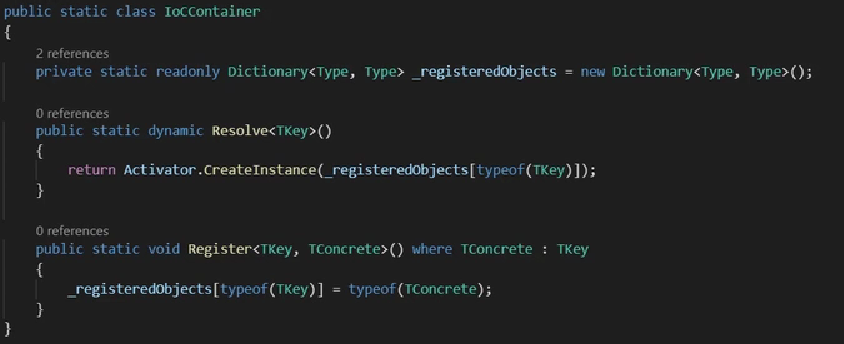 public static class IoCContainer
{
2 references
private static readonly Dictionary<Type, Type> _registeredObjects = new Dictionary<Type, Type>();
0 references
public static dynamic Resolve<TKey>()
{
return Activator.CreateInstance(_registeredObjects[typeof(TKey)]);
}
0 references
public static void Register<TKey, TConcrete>() where TConcrete : TKey
{
_registeredObjects[typeof(TKey)] = typeof(TConcrete);
}
}